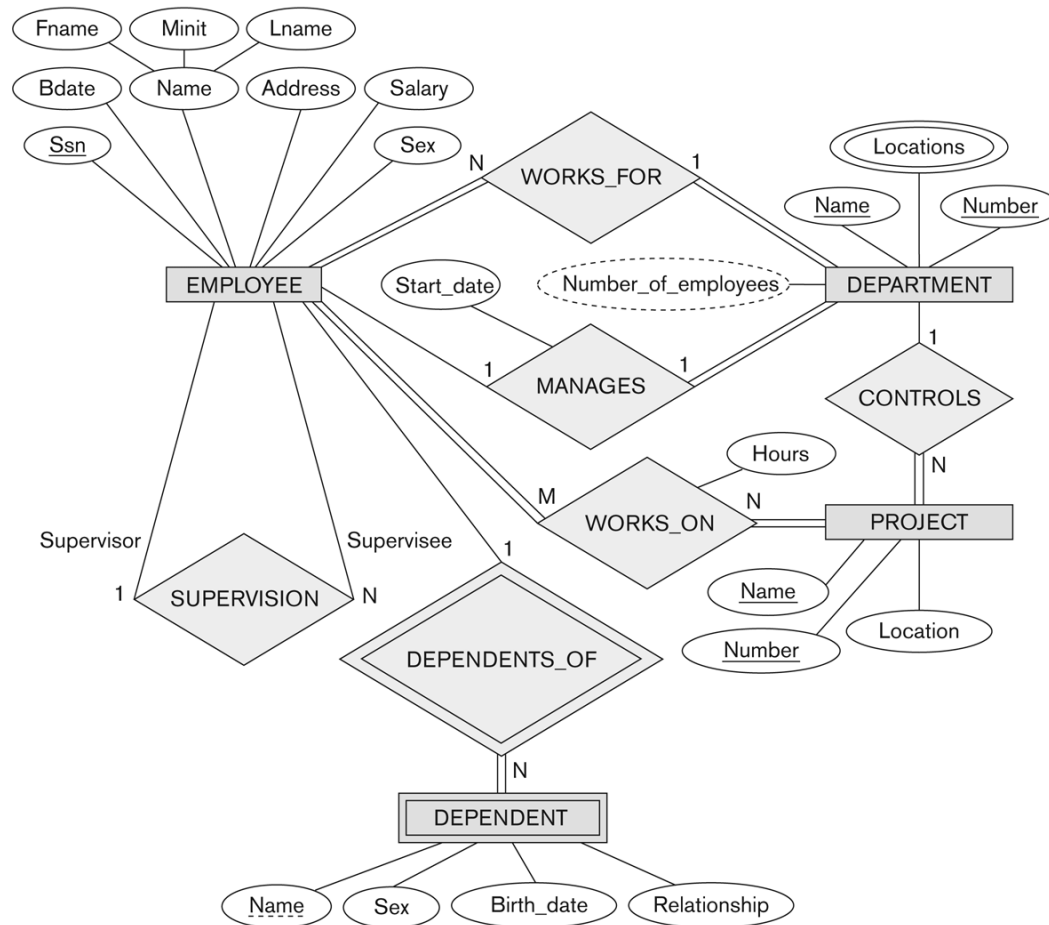 Fname
Minit
Lname
Bdate
Name
Address
Salary
Ssn
Sex
N
WORKS_FOR
1
Locations
Name
Number
EMPLOYEE
Start_date
Number_of_employees
DEPARTMENT
1
MANAGES
1
1
CONTROLS
N
Hours
M
WORKS_ON
N
PROJECT
Supervisor
Supervisee
1
SUPERVISION
N
1
Name
Number
Location
DEPENDENTS_OF
N
DEPENDENT
Name
Sex
Birth_date
Relationship